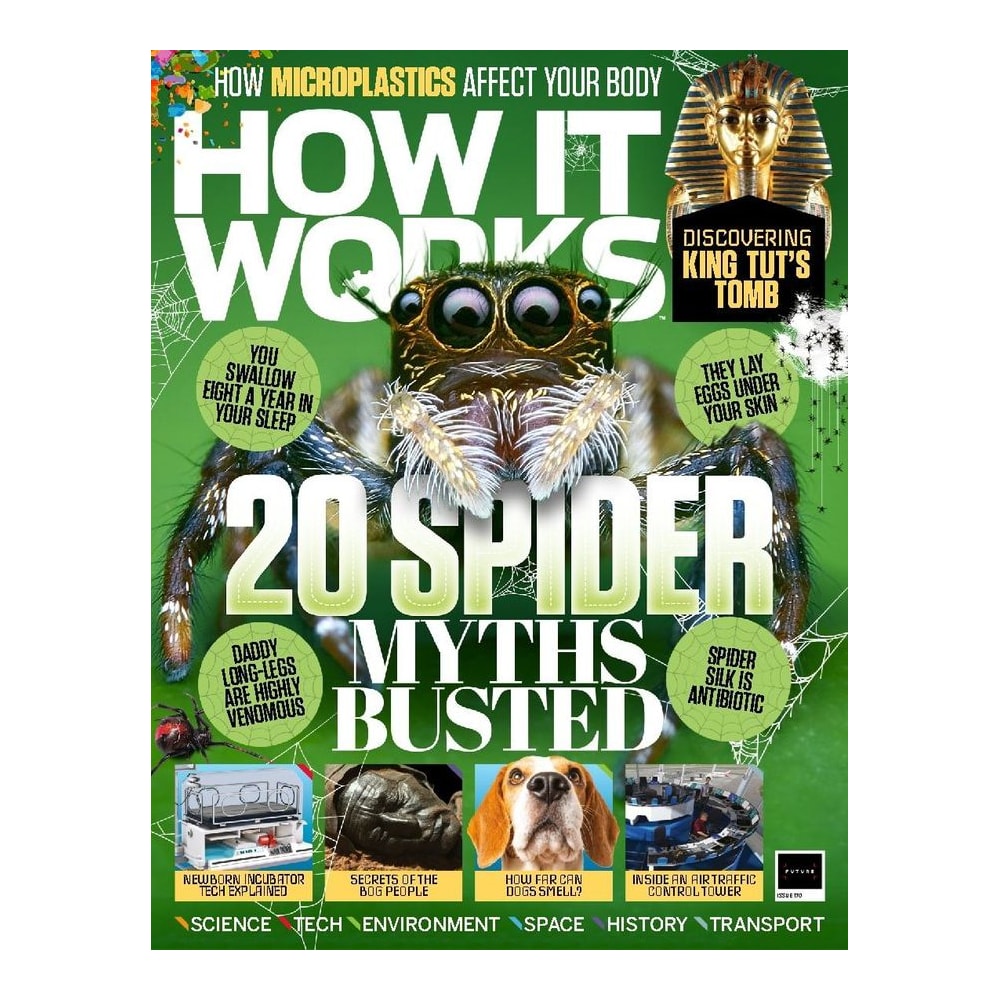 HOW MICROPLASTICS AFFECT YOUR BODY
HOW IT
WORKS
DISCOVERING
KING TUT'S
TOMB
YOU
SWALLOW
EIGHT A YEAR IN
YOUR SLEEP
THEY LAY
EGGS UNDER
YOUR SKIN
20 SPIDER
MYTHS
BUSTED
DADDY
LONG-LEGS
ARE HIGHLY
VENOMOUS
SPIDER
SILK IS
ANTIBIOTIC
NEWBORN INCUBATOR
TECH EXPLAINED
SECRETS OF THE
BOG PEOPLE
HOW FAR CAN
DOGS SMELL?
INSIDE AN AIR TRAFFIC
CONTROL TOWER
FUTURE
ISSUE 170
SCIENCE TECH ENVIRONMENT SPACE HISTORY TRANSPORT